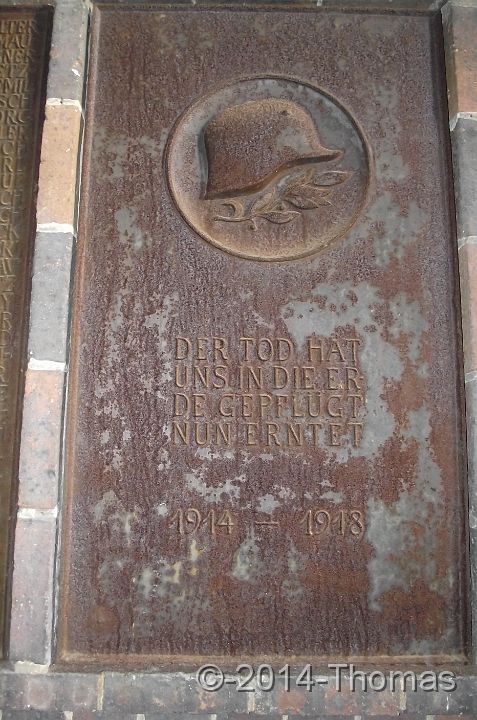 DER TOD HAT
UNS IN DIE ER-
DE GEPFLÜGT
NUN ERNTET
1914 – 1918
©-2014-Thomas